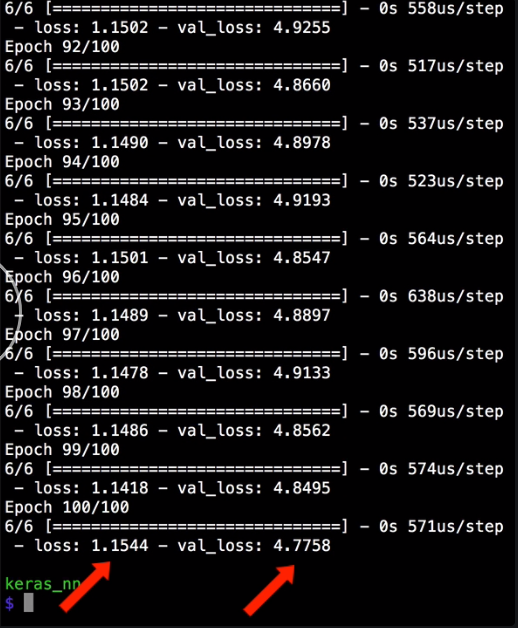 6/6 [==============================] - 0s 558us/step
- loss: 1.1502 - val_loss: 4.9255
Epoch 92/100
6/6 [==============================] - 0s 517us/step
- loss: 1.1502 - val_loss: 4.8660
Epoch 93/100
6/6 [==============================] - 0s 537us/step
- loss: 1.1490 - val_loss: 4.8978
Epoch 94/100
6/6 [==============================] - 0s 523us/step
- loss: 1.1484 - val_loss: 4.9193
Epoch 95/100
6/6 [==============================] - 0s 564us/step
- loss: 1.1501 - val_loss: 4.8547
Epoch 96/100
6/6 [==============================] - 0s 638us/step
- loss: 1.1489 - val_loss: 4.8897
Epoch 97/100
6/6 [==============================] - 0s 596us/step
- loss: 1.1478 - val_loss: 4.9133
Epoch 98/100
6/6 [==============================] - 0s 569us/step
- loss: 1.1486 - val_loss: 4.8562
Epoch 99/100
6/6 [==============================] - 0s 574us/step
- loss: 1.1418 - val_loss: 4.8495
Epoch 100/100
6/6 [==============================] - 0s 571us/step
- loss: 1.1544 - val_loss: 4.7758
keras_nn
$